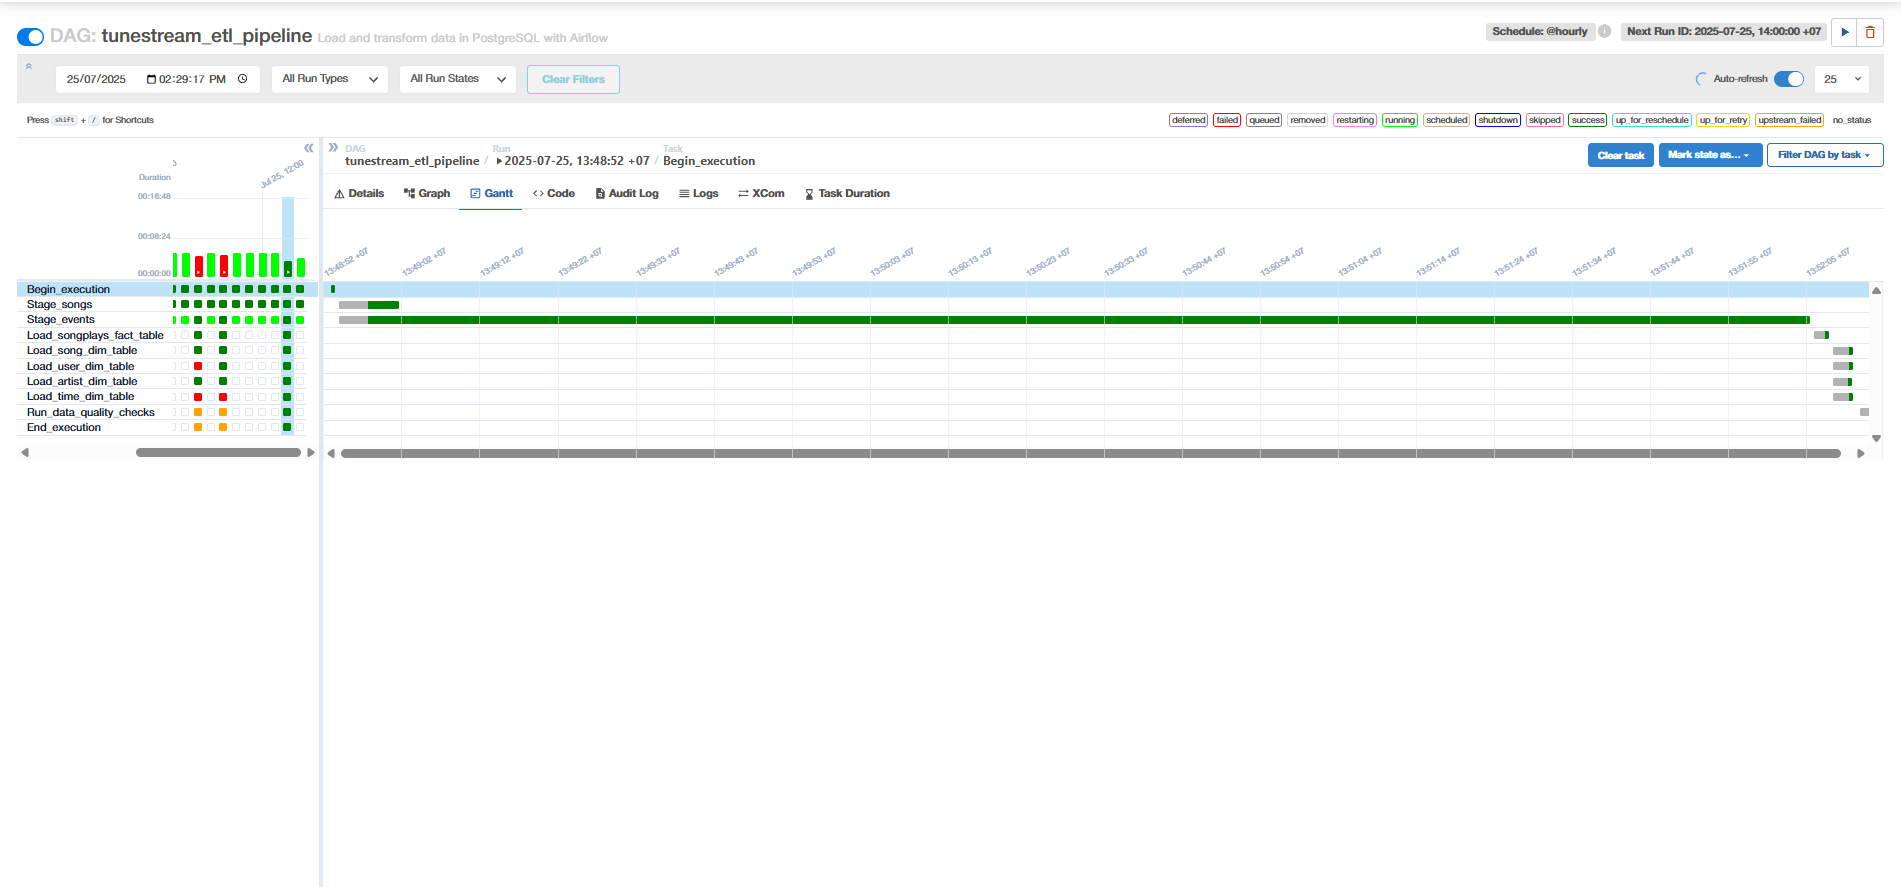 DAG: tunestream_etl_pipeline Load and transform data in PostgreSQL with Airflow
Schedule: @hourly
Next Run ID: 2025-07-25, 14:00:00 +07
25/07/2025 02:29:17 PM
All Run Types
All Run States
Clear Filters
Auto-refresh
25
Press shift + / for Shortcuts
deferred failed queued removed restarting running scheduled shutdown skipped success up_for_reschedule up_for_retry upstream_failed no_status
DAG
tunestream_etl_pipeline /
Run
2025-07-25, 13:48:52 +07 /
Task
Begin_execution
Clear task
Mark state as...
Filter DAG by task
Details
Graph
Gantt
Code
Audit Log
Logs
XCom
Task Duration
Jul 25, 12:00
Duration
00:16:48
00:08:24
00:00:00
13:48:52 +07
13:49:02 +07
13:49:12 +07
13:49:22 +07
13:49:33 +07
13:49:43 +07
13:49:53 +07
13:50:03 +07
13:50:13 +07
13:50:23 +07
13:50:33 +07
13:50:44 +07
13:50:54 +07
13:51:04 +07
13:51:14 +07
13:51:24 +07
13:51:34 +07
13:51:44 +07
13:51:55 +07
13:52:05 +07
Begin_execution
Stage_songs
Stage_events
Load_songplays_fact_table
Load_song_dim_table
Load_user_dim_table
Load_artist_dim_table
Load_time_dim_table
Run_data_quality_checks
End_execution